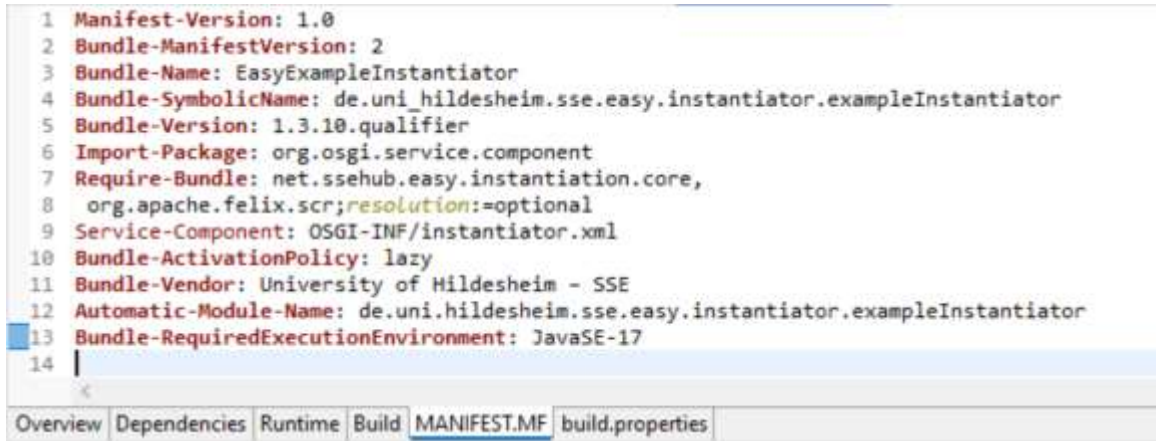 1 Manifest-Version: 1.0
2 Bundle-ManifestVersion: 2
3 Bundle-Name: EasyExampleInstantiator
4 Bundle-SymbolicName: de.uni_hildesheim.sse.easy.instantiator.exampleInstantiator
5 Bundle-Version: 1.3.10.qualifier
6 Import-Package: org.osgi.service.component
7 Require-Bundle: net.ssehub.easy.instantiation.core,
8  org.apache.felix.scr;resolution:=optional
9 Service-Component: OSGI-INF/instantiator.xml
10 Bundle-ActivationPolicy: lazy
11 Bundle-Vendor: University of Hildesheim – SSE
12 Automatic-Module-Name: de.uni.hildesheim.sse.easy.instantiator.exampleInstantiator
13 Bundle-RequiredExecutionEnvironment: JavaSE-17
14
Overview Dependencies Runtime Build MANIFEST.MF build.properties